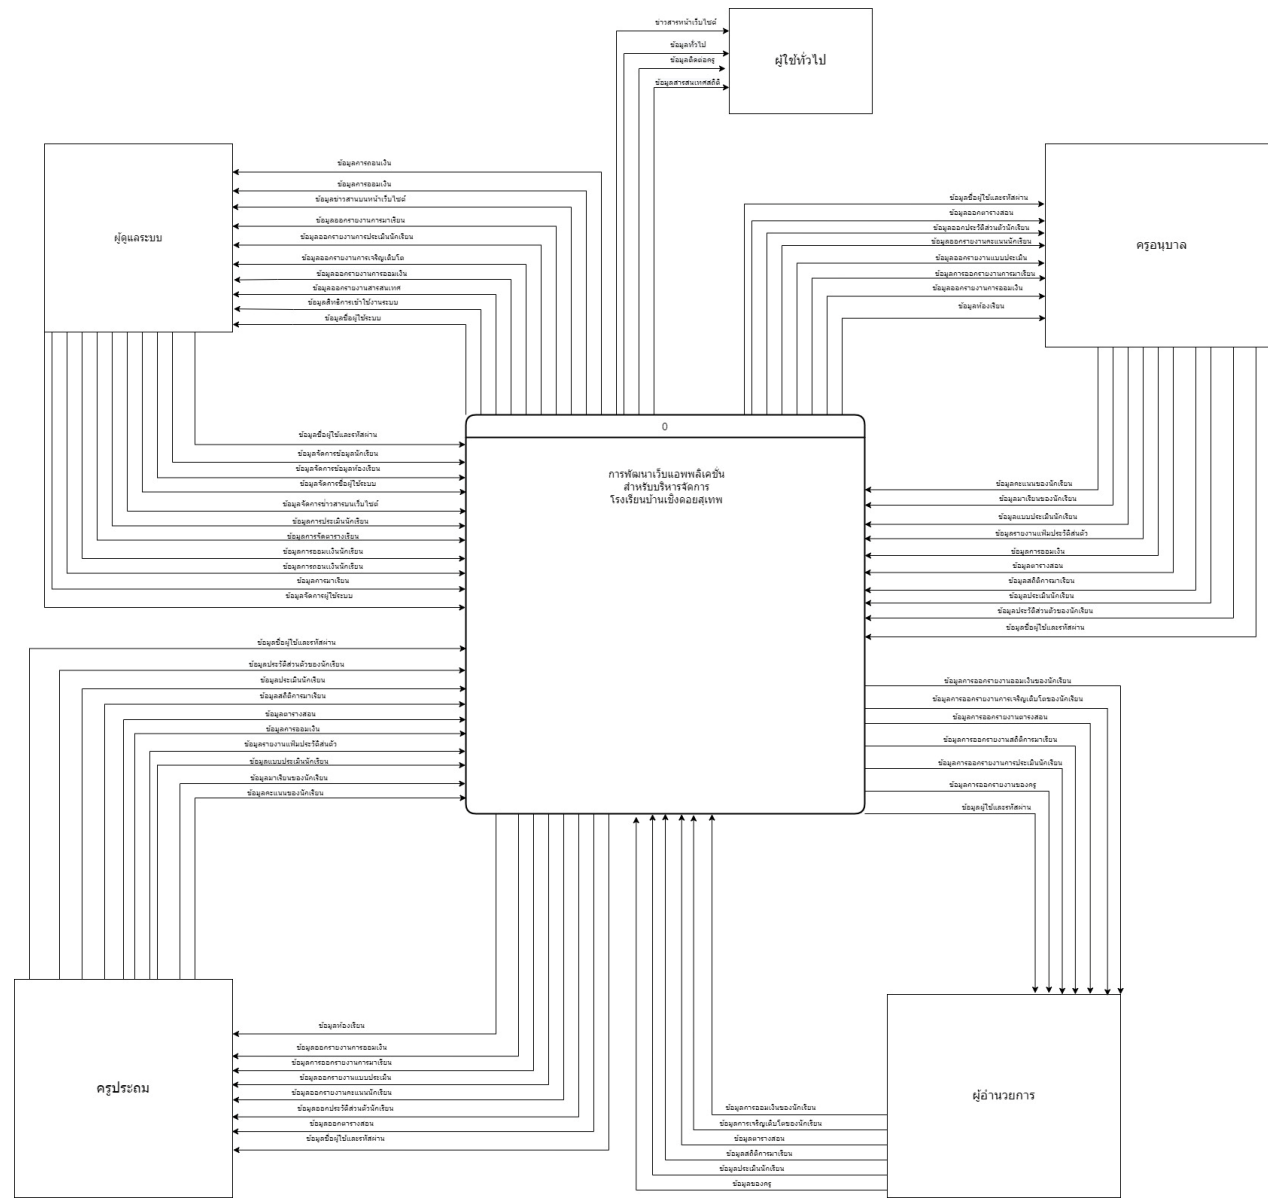 ข่าวสารหน้าเว็บไซต์
ข้อมูลทั่วไป
ข้อมูลติดต่อครู
ข้อมูลสารสนเทศสถิติ
ผู้ใช้ทั่วไป
ข้อมูลการถอนเงิน
ข้อมูลการออมเงิน
ข้อมูลข่าวสารบนหน้าเว็บไซต์
ข้อมูลออกรายงานการมาเรียน
ข้อมูลออกรายงานการประเมินนักเรียน
ข้อมูลออกรายงานการเจริญเติบโต
ข้อมูลออกรายงานการออมเงิน
ข้อมูลออกรายงานสารสนเทศ
ข้อมูลสิทธิการเข้าใช้งานระบบ
ข้อมูลชื่อผู้ใช้ระบบ
ผู้ดูแลระบบ
ข้อมูลชื่อผู้ใช้และรหัสผ่าน
ข้อมูลออกตารางสอน
ข้อมูลออกประวัติส่วนตัวนักเรียน
ข้อมูลออกรายงานคะแนนนักเรียน
ข้อมูลออกรายงานแบบประเมิน
ข้อมูลการออกรายงานการมาเรียน
ข้อมูลออกรายงานการออมเงิน
ข้อมูลห้องเรียน
ครูอนุบาล
ข้อมูลชื่อผู้ใช้และรหัสผ่าน
ข้อมูลจัดการข้อมูลนักเรียน
ข้อมูลจัดการข้อมูลห้องเรียน
ข้อมูลจัดการชื่อผู้ใช้ระบบ
ข้อมูลจัดการข่าวสารบนเว็บไซต์
ข้อมูลการประเมินนักเรียน
ข้อมูลการจัดตารางเรียน
ข้อมูลการออมเงินนักเรียน
ข้อมูลการถอนเงินนักเรียน
ข้อมูลการมาเรียน
ข้อมูลจัดการผู้ใช้ระบบ
0
การพัฒนาเว็บแอพพลิเคชั่น
สำหรับบริหารจัดการ
โรงเรียนบ้านเชิงดอยสุเทพ
ข้อมูลคะแนนของนักเรียน
ข้อมูลมาเรียนของนักเรียน
ข้อมูลแบบประเมินนักเรียน
ข้อมูลรายงานแฟ้มประวัติส่นตัว
ข้อมูลการออมเงิน
ข้อมูลตารางสอน
ข้อมูลสถิติการมาเรียน
ข้อมูลประเมินนักเรียน
ข้อมูลประวัติส่วนตัวของนักเรียน
ข้อมูลชื่อผู้ใช้และรหัสผ่าน
ข้อมูลชื่อผู้ใช้และรหัสผ่าน
ข้อมูลประวัติส่วนตัวของนักเรียน
ข้อมูลประเมินนักเรียน
ข้อมูลสถิติการมาเรียน
ข้อมูลตารางสอน
ข้อมูลการออมเงิน
ข้อมูลรายงานแฟ้มประวัติส่นตัว
ข้อมูลแบบประเมินนักเรียน
ข้อมูลมาเรียนของนักเรียน
ข้อมูลคะแนนของนักเรียน
ข้อมูลการออกรายงานออมเงินของนักเรียน
ข้อมูลการออกรายงานการเจริญเติบโตของนักเรียน
ข้อมูลการออกรายงานตารางสอน
ข้อมูลการออกรายงานสถิติการมาเรียน
ข้อมูลการออกรายงานการประเมินนักเรียน
ข้อมูลการออกรายงานของครู
ข้อมูลผู้ใช้และรหัสผ่าน
ครูประถม
ข้อมูลห้องเรียน
ข้อมูลออกรายงานการออมเงิน
ข้อมูลการออกรายงานการมาเรียน
ข้อมูลออกรายงานแบบประเมิน
ข้อมูลออกรายงานคะแนนนักเรียน
ข้อมูลออกประวัติส่วนตัวนักเรียน
ข้อมูลออกตารางสอน
ข้อมูลชื่อผู้ใช้และรหัสผ่าน
ข้อมูลการออมเงินของนักเรียน
ข้อมูลการเจริญเติบโตของนักเรียน
ข้อมูลตารางสอน
ข้อมูลสถิติการมาเรียน
ข้อมูลประเมินนักเรียน
ข้อมูลของครู
ผู้อำนวยการ